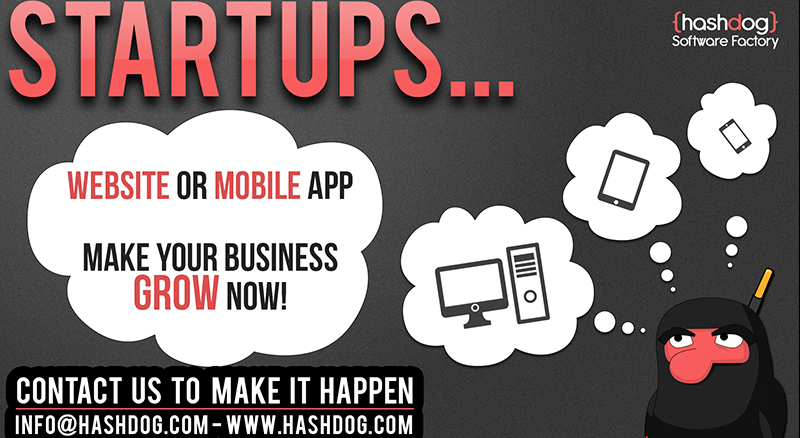 STARTUPS...
{hashdog}
Software Factory
WEBSITE OR MOBILE APP
MAKE YOUR BUSINESS
GROW NOW!
CONTACT US TO MAKE IT HAPPEN
INFO@HASHDOG.COM - WWW.HASHDOG.COM